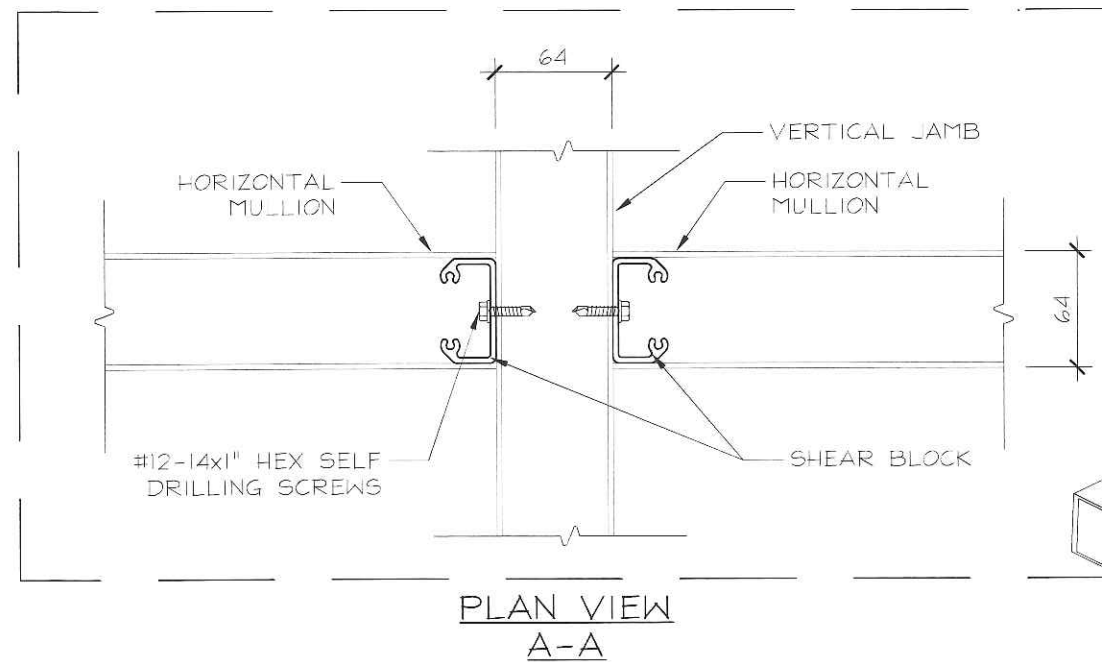 64
VERTICAL JAMB
HORIZONTAL
MULLION
HORIZONTAL
MULLION
64
#12-14x1" HEX SELF
DRILLING SCREWS
SHEAR BLOCK
PLAN VIEW
A-A